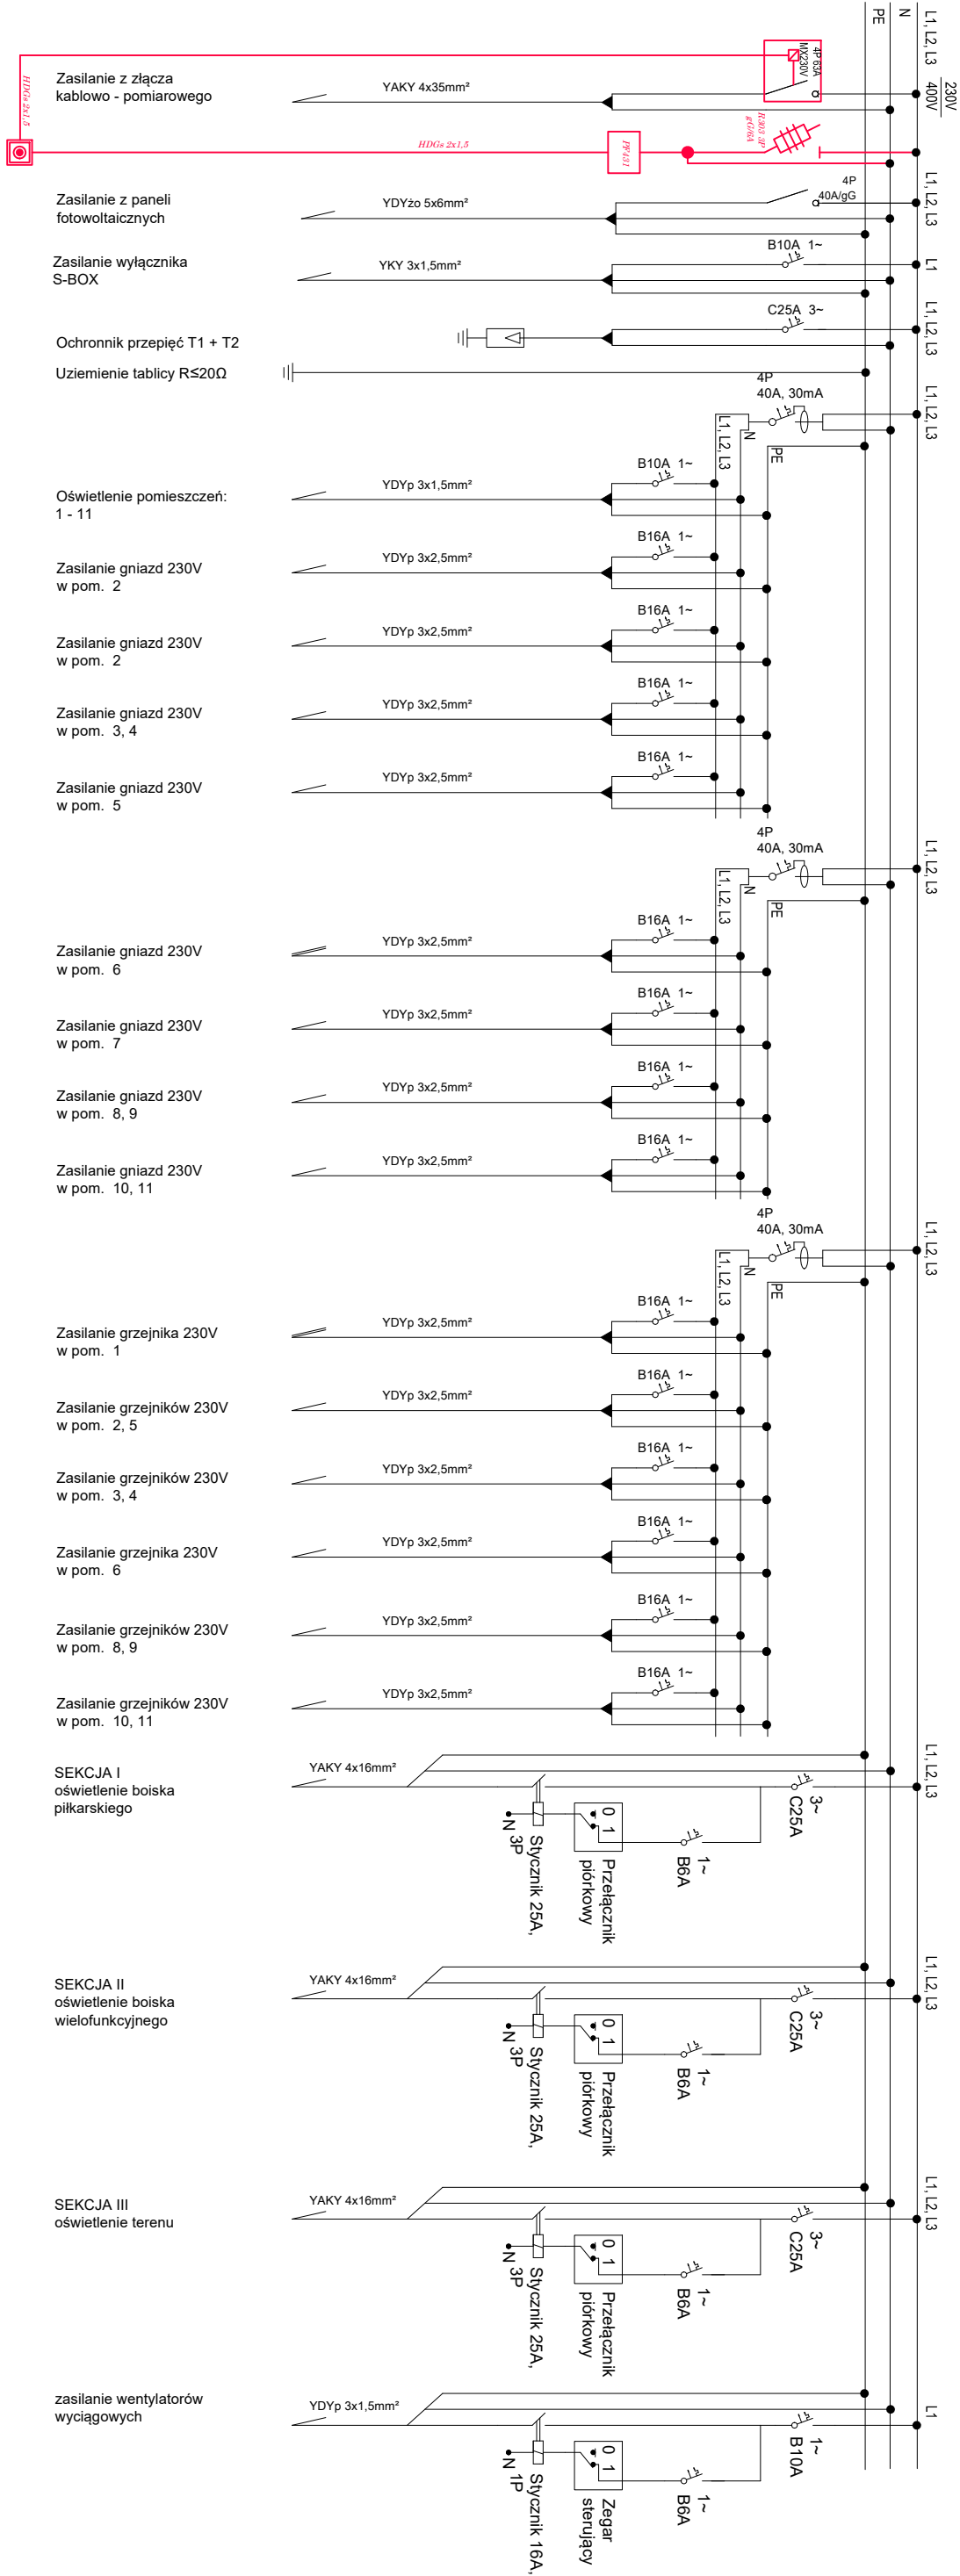 L1, L2, L3
N
PE
230V
400V
4P 63A
MX230V
Zasilanie z złącza
kablowo - pomiarowego
YAKY 4x35mm²
HDGs 2x1,5
HDGs 2x1,5
PF431
R303 3P
gG/6A
L1, L2, L3
Zasilanie z paneli
fotowoltaicznych
YDYżo 5x6mm²
4P
40A/gG
Zasilanie wyłącznika
S-BOX
YKY 3x1,5mm²
B10A 1~
L1
Ochronnik przepięć T1 + T2
C25A 3~
L1, L2, L3
Uziemienie tablicy R≤20Ω
4P
40A, 30mA
L1, L2, L3
L1, L2, L3
N
PE
Oświetlenie pomieszczeń:
1 - 11
YDYp 3x1,5mm²
B10A 1~
Zasilanie gniazd 230V
w pom. 2
YDYp 3x2,5mm²
B16A 1~
Zasilanie gniazd 230V
w pom. 2
YDYp 3x2,5mm²
B16A 1~
Zasilanie gniazd 230V
w pom. 3, 4
YDYp 3x2,5mm²
B16A 1~
Zasilanie gniazd 230V
w pom. 5
YDYp 3x2,5mm²
B16A 1~
4P
40A, 30mA
L1, L2, L3
L1, L2, L3
N
PE
Zasilanie gniazd 230V
w pom. 6
YDYp 3x2,5mm²
B16A 1~
Zasilanie gniazd 230V
w pom. 7
YDYp 3x2,5mm²
B16A 1~
Zasilanie gniazd 230V
w pom. 8, 9
YDYp 3x2,5mm²
B16A 1~
Zasilanie gniazd 230V
w pom. 10, 11
YDYp 3x2,5mm²
B16A 1~
4P
40A, 30mA
L1, L2, L3
L1, L2, L3
N
PE
Zasilanie grzejnika 230V
w pom. 1
YDYp 3x2,5mm²
B16A 1~
Zasilanie grzejników 230V
w pom. 2, 5
YDYp 3x2,5mm²
B16A 1~
Zasilanie grzejników 230V
w pom. 3, 4
YDYp 3x2,5mm²
B16A 1~
Zasilanie grzejnika 230V
w pom. 6
YDYp 3x2,5mm²
B16A 1~
Zasilanie grzejników 230V
w pom. 8, 9
YDYp 3x2,5mm²
B16A 1~
Zasilanie grzejników 230V
w pom. 10, 11
YDYp 3x2,5mm²
B16A 1~
SEKCJA I
oświetlenie boiska
piłkarskiego
YAKY 4x16mm²
L1, L2, L3
3~
C25A
1~
B6A
0 1
Przełącznik
piórkowy
Stycznik 25A,
3P
N
SEKCJA II
oświetlenie boiska
wielofunkcyjnego
YAKY 4x16mm²
L1, L2, L3
3~
C25A
1~
B6A
0 1
Przełącznik
piórkowy
Stycznik 25A,
3P
N
SEKCJA III
oświetlenie terenu
YAKY 4x16mm²
L1, L2, L3
3~
C25A
1~
B6A
0 1
Przełącznik
piórkowy
Stycznik 25A,
3P
N
zasilanie wentylatorów
wyciągowych
YDYp 3x1,5mm²
L1
1~
B10A
1~
B6A
0 1
Zegar
sterujący
Stycznik 16A,
1P
N